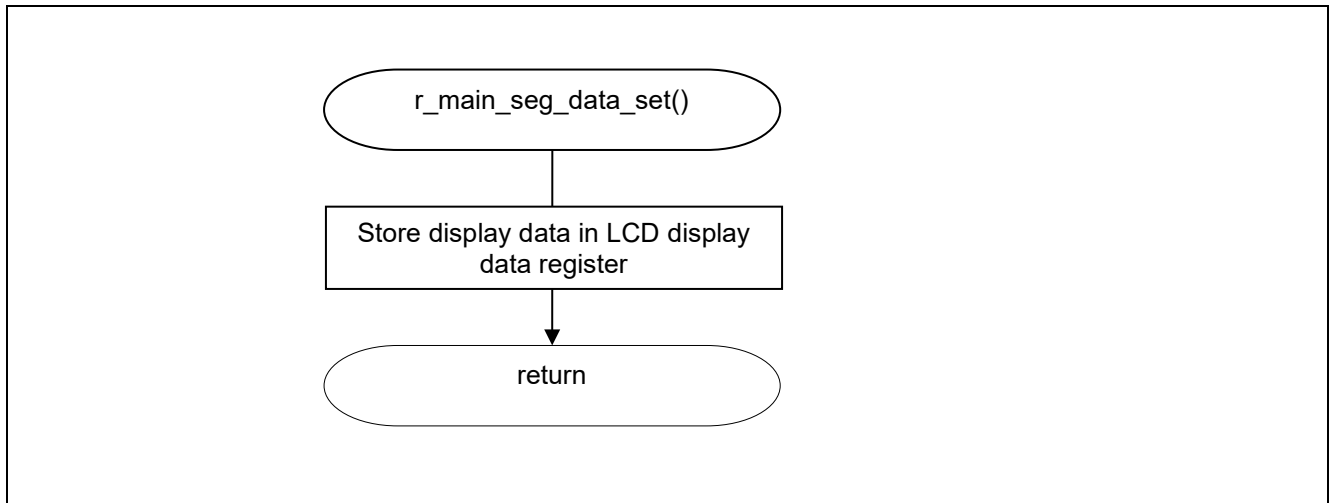 r_main_seg_data_set()
Store display data in LCD display
data register
return